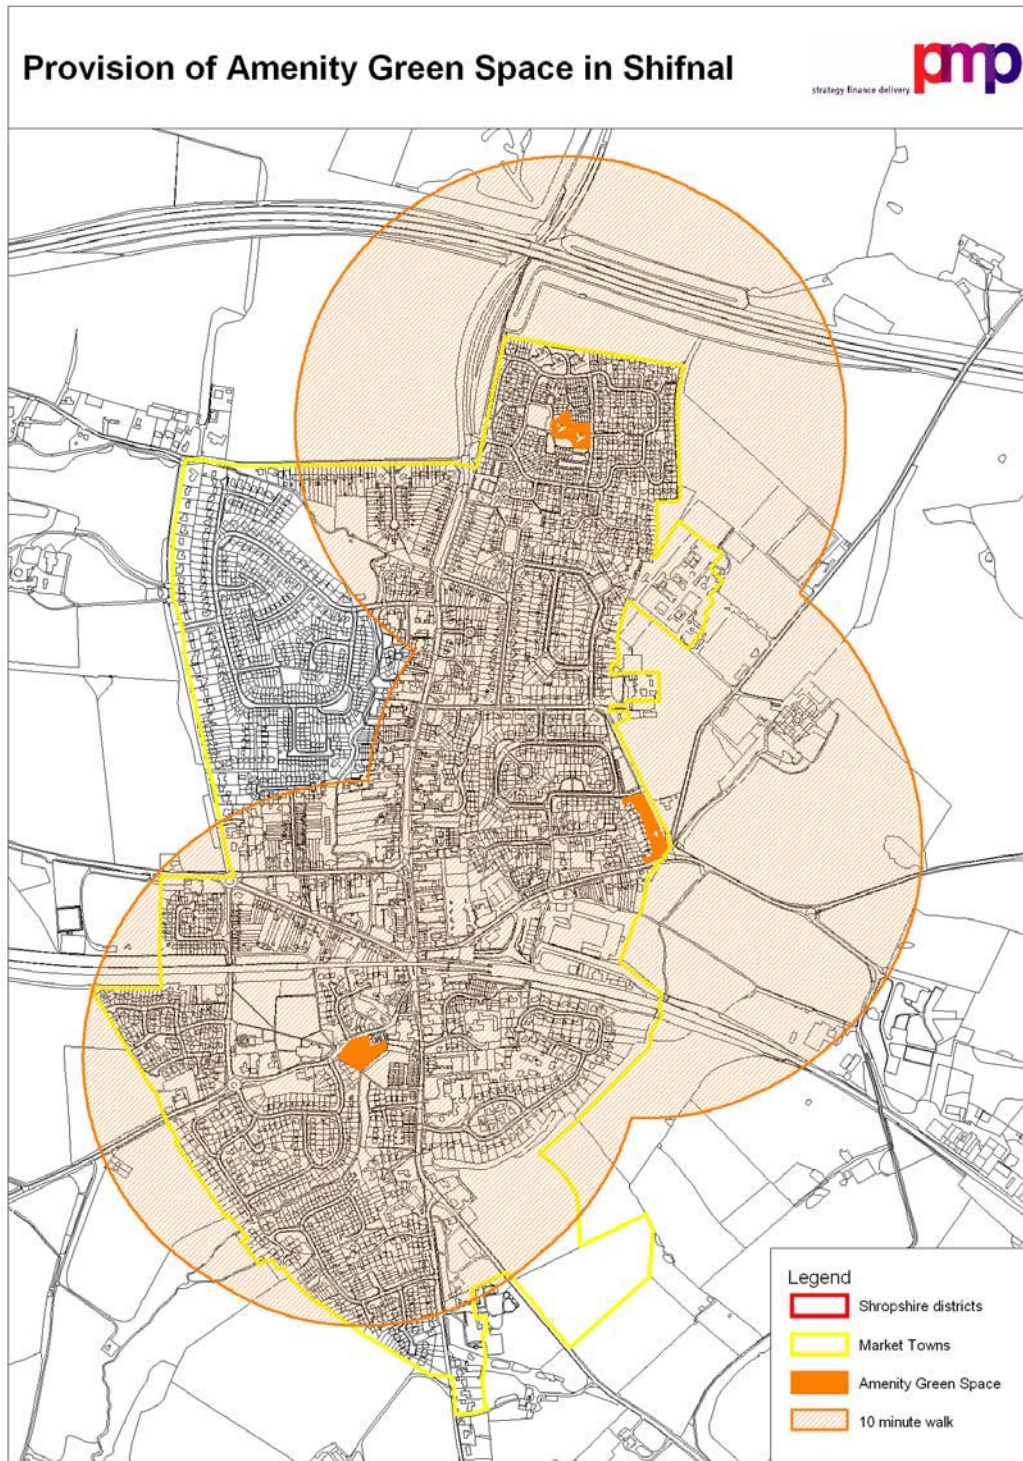 Provision of Amenity Green Space in Shifnal
strategy finance delivery
pmp
Legend
Shropshire districts
Market Towns
Amenity Green Space
10 minute walk